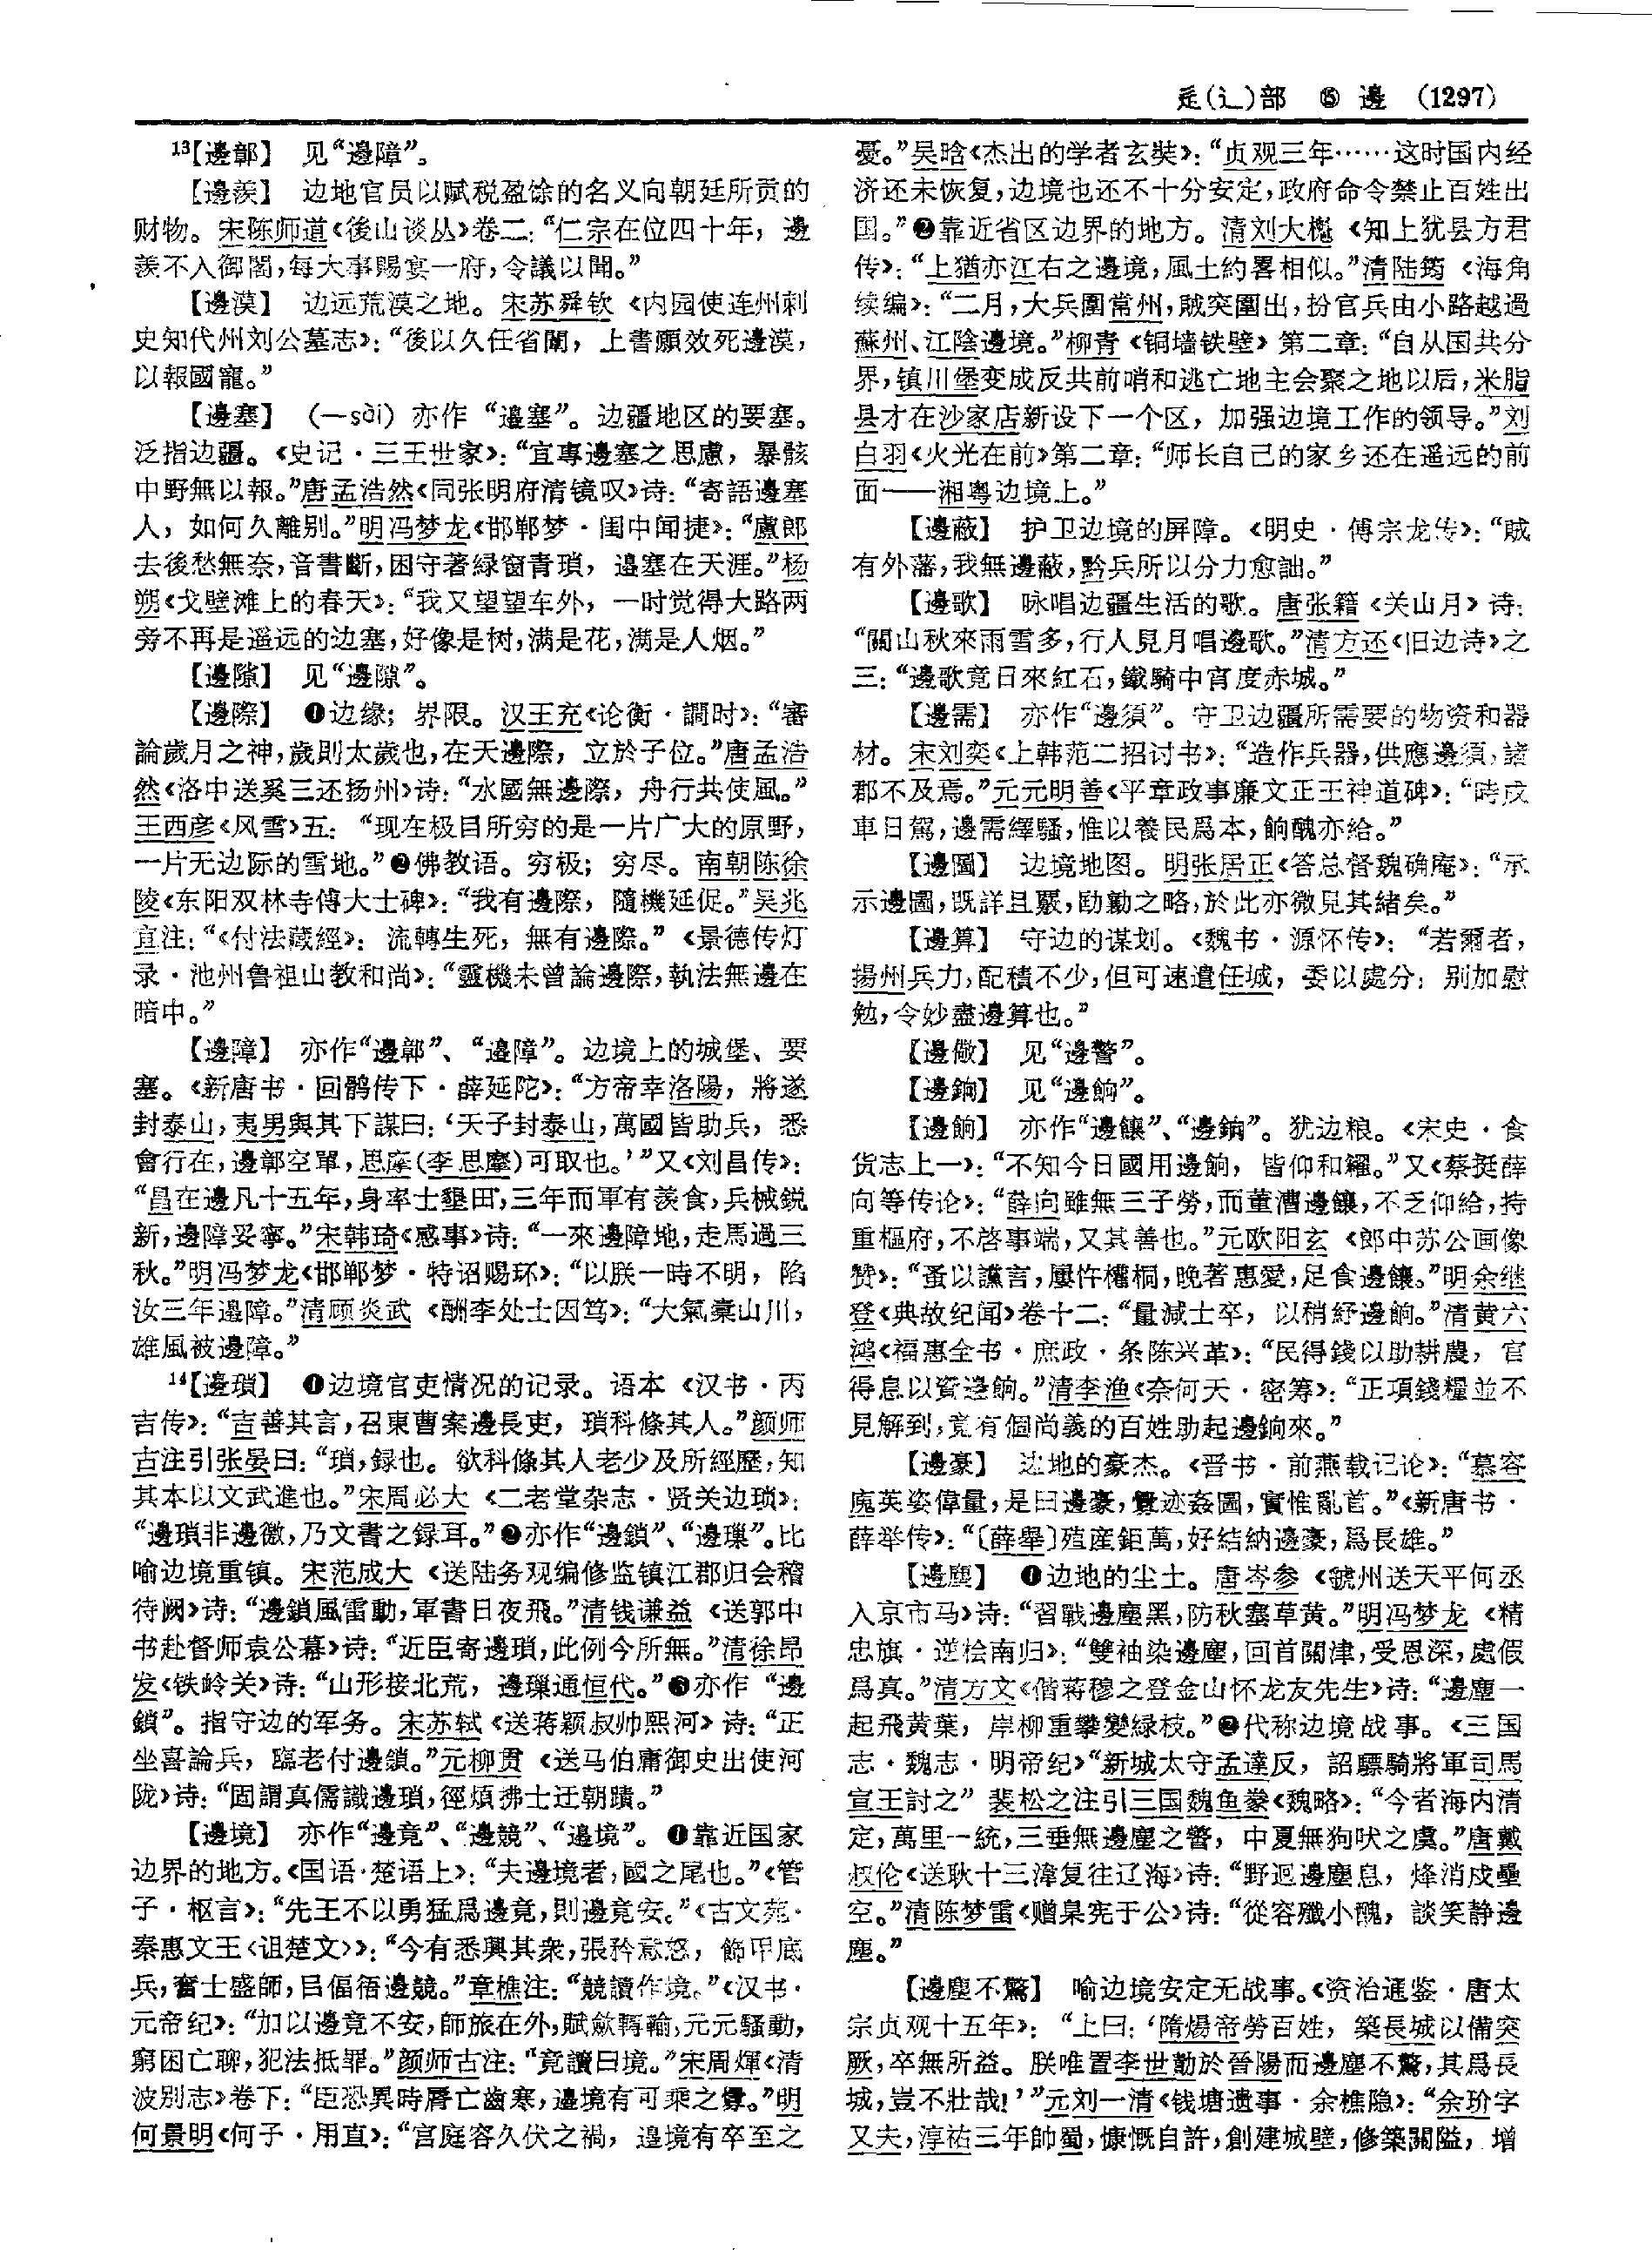 辵(辶)部 ⑮ 邊 (1297)
13【邊鄣】 见“邊障”。
【邊羨】 边地官员以赋税盈馀的名义向朝廷所贡的
财物。宋陈师道《後山谈丛》卷二：“仁宗在位四十年，邊
羨不入御閣，每大事賜宴一府，令議以聞。”
【邊漠】 边远荒漠之地。宋苏舜钦《内园使连州刺
史知代州刘公墓志》：“後以久任省闈，上書願效死邊漠，
以報國寵。”
【邊塞】 （—sài）亦作“邉塞”。边疆地区的要塞。
泛指边疆。《史记·三王世家》：“宜專邊塞之思慮，暴骸
中野無以報。”唐孟浩然《同张明府清镜叹》诗：“寄語邊塞
人，如何久離别。”明冯梦龙《邯郸梦·闺中闻捷》：“盧郎
去後愁無奈，音書斷，困守著緑窗青瑣，邉塞在天涯。”杨
朔《戈壁滩上的春天》：“我又望望车外，一时觉得大路两
旁不再是遥远的边塞，好像是树，满是花，满是人烟。”
【邊隙】 见“邊隙”。
【邊際】 ❶边缘；界限。汉王充《论衡·䦛时》：“審
論歲月之神，歲則太歲也，在天邊際，立於子位。”唐孟浩
然《洛中送奚三还扬州》诗：“水國無邊際，舟行共使風。”
王西彦《风雪》五：“现在极目所穷的是一片广大的原野，
一片无边际的雪地。”❷佛教语。穷极；穷尽。南朝陈徐
陵《东阳双林寺傅大士碑》：“我有邊際，隨機延促。”吴兆
宜注：“《付法藏經》：流轉生死，無有邊際。”《景德传灯
录·池州鲁祖山教和尚》：“靈機未曾論邊際，執法無邊在
暗中。”
【邊障】 亦作“邊鄣”、“邉障”。边境上的城堡、要
塞。《新唐书·回鹘传下·薛延陀》：“方帝幸洛陽，將遂
封泰山，夷男與其下謀曰：‘天子封泰山，萬國皆助兵，悉
會行在，邊鄣空單，思摩(李思摩)可取也。’”又《刘昌传》：
“昌在邊凡十五年，身率士墾田，三年而軍有羨食，兵械鋭
新，邊障妥寧。”宋韩琦《感事》诗：“一來邊障地，走馬過三
秋。”明冯梦龙《邯郸梦·特诏赐环》：“以朕一時不明，陷
汝三年邉障。”清顾炎武《酬李处士因笃》：“大氣橐山川，
雄風被邊障。”
14【邊瑣】 ❶边境官吏情况的记录。语本《汉书·丙
吉传》：“吉善其言，召東曹案邊長吏，瑣科條其人。”颜师
古注引张晏曰：“瑣，録也。欲科條其人老少及所經歷，知
其本以文武進也。”宋周必大《二老堂杂志·贤关边琐》：
“邊瑣非邊徼，乃文書之録耳。”❷亦作“邊鎖”、“邊璅”。比
喻边境重镇。宋范成大《送陆务观编修监镇江郡归会稽
待阙》诗：“邊鎖風雷動，軍書日夜飛。”清钱谦益《送郭中
书赴督师袁公幕》诗：“近臣寄邊瑣，此例今所無。”清徐昂
发《铁岭关》诗：“山形接北荒，邊璅通恒代。”❸亦作“邊
鎖”。指守边的军务。宋苏轼《送蒋颖叔帅熙河》诗：“正
坐喜論兵，臨老付邊鎖。”元柳贯《送马伯庸御史出使河
陇》诗：“固謂真儒識邊瑣，徑煩拂士迂朝蹟。”
【邊境】 亦作“邊竟”、“邊競”、“邉境”。❶靠近国家
边界的地方。《国语·楚语上》：“夫邊境者，國之尾也。”《管
子·枢言》：“先王不以勇猛爲邊竟，則邊竟安。”《古文苑·
秦惠文王〈诅楚文〉》：“今有悉興其衆，張矜意怒，飾甲底
兵，奮士盛師，㠯偪俉邊競。”章樵注：“競讀作境。”《汉书·
元帝纪》：“加以邊竟不安，師旅在外，賦斂轉輸，元元騷動，
窮困亡聊，犯法抵罪。”颜师古注：“竟讀曰境。”宋周煇《清
波别志》卷下：“臣恐異時脣亡齒寒，邉境有可乘之釁。”明
何景明《何子·用直》：“宫庭容久伏之禍，邉境有卒至之
憂。”吴晗《杰出的学者玄奘》：“贞观三年……这时国内经
济还未恢复，边境也还不十分安定，政府命令禁止百姓出
国。”❷靠近省区边界的地方。清刘大櫆《知上犹县方君
传》：“上猶亦江右之邊境，風土約畧相似。”清陆筠《海角
续编》：“二月，大兵圍常州，賊突圍出，扮官兵由小路越過
蘇州、江陰邊境。”柳青《铜墙铁壁》第二章：“自从国共分
界，镇川堡变成反共前哨和逃亡地主会聚之地以后，米脂
县才在沙家店新设下一个区，加强边境工作的领导。”刘
白羽《火光在前》第二章：“师长自己的家乡还在遥远的前
面——湘粤边境上。”
【邊蔽】 护卫边境的屏障。《明史·傅宗龙传》：“賊
有外藩，我無邊蔽，黔兵所以分力愈詘。”
【邊歌】 咏唱边疆生活的歌。唐张籍《关山月》诗：
“關山秋來雨雪多，行人見月唱邊歌。”清方还《旧边诗》之
三：“邊歌竟日來紅石，鐵騎中宵度赤城。”
【邊需】 亦作“邊須”。守卫边疆所需要的物资和器
材。宋刘奕《上韩范二招讨书》：“造作兵器，供應邊須，諸
郡不及焉。”元元明善《平章政事廉文正王神道碑》：“時戎
車日駕，邊需繹騷，惟以養民爲本，餉醜亦給。”
【邊圖】 边境地图。明张居正《答总督魏确庵》：“承
示邊圖，既詳且覈，劻勷之略，於此亦微見其緒矣。”
【邊算】 守边的谋划。《魏书·源怀传》：“若爾者，
揚州兵力，配積不少，但可速遣任城，委以處分；别加慰
勉，令妙盡邊算也。”
【邊儆】 见“邊警”。
【邊銄】 见“邊餉”。
【邊餉】 亦作“邊饟”、“邊銄”。犹边粮。《宋史·食
货志上一》：“不知今日國用邊餉，皆仰和糴。”又《蔡挺薛
向等传论》：“薛向雖無三子勞，而董漕邊饟，不乏仰給，持
重樞府，不啓事端，又其善也。”元欧阳玄《郎中苏公画像
赞》：“蚤以讜言，屢忤權桐，晚著惠愛，足食邊饟。”明余继
登《典故纪闻》卷十二：“量減士卒，以稍紓邊餉。”清黄六
鸿《福惠全书·庶政·条陈兴革》：“民得錢以助耕農，官
得息以資邊餉。”清李渔《奈何天·密筹》：“正項錢糧並不
見解到，竟有個尚義的百姓助起邊銄來。”
【邊豪】 边地的豪杰。《晋书·前燕载记论》：“慕容
廆英姿偉量，是曰邊豪，釁迹姦圖，實惟亂首。”《新唐书·
薛举传》：“〔薛舉〕殖産鉅萬，好結納邊豪，爲長雄。”
【邊塵】 ❶边地的尘土。唐岑参《虢州送天平何丞
入京市马》诗：“習戰邊塵黑，防秋塞草黄。”明冯梦龙《精
忠旗·逆桧南归》：“雙袖染邊塵，回首關津，受恩深，處假
爲真。”清方文《偕蒋穆之登金山怀龙友先生》诗：“邊塵一
起飛黄葉，岸柳重攀變緑枝。”❷代称边境战事。《三国
志·魏志·明帝纪》“新城太守孟達反，詔驃騎將軍司馬
宣王討之”裴松之注引三国魏鱼豢《魏略》：“今者海内清
定，萬里一統，三垂無邊塵之警，中夏無狗吠之虞。”唐戴
叔伦《送耿十三湋复往辽海》诗：“野迥邊塵息，烽消戍壘
空。”清陈梦雷《赠臬宪于公》诗：“從容殲小醜，談笑静邊
塵。”
【邊塵不驚】 喻边境安定无战事。《资治通鉴·唐太
宗贞观十五年》：“上曰：‘隋煬帝勞百姓，築長城以備突
厥，卒無所益。朕唯置李世勣於晉陽而邊塵不驚，其爲長
城，豈不壯哉！’”元刘一清《钱塘遗事·余樵隐》：“余玠字
又夫，淳祐三年帥蜀，慷慨自許，創建城壁，修築關隘，增